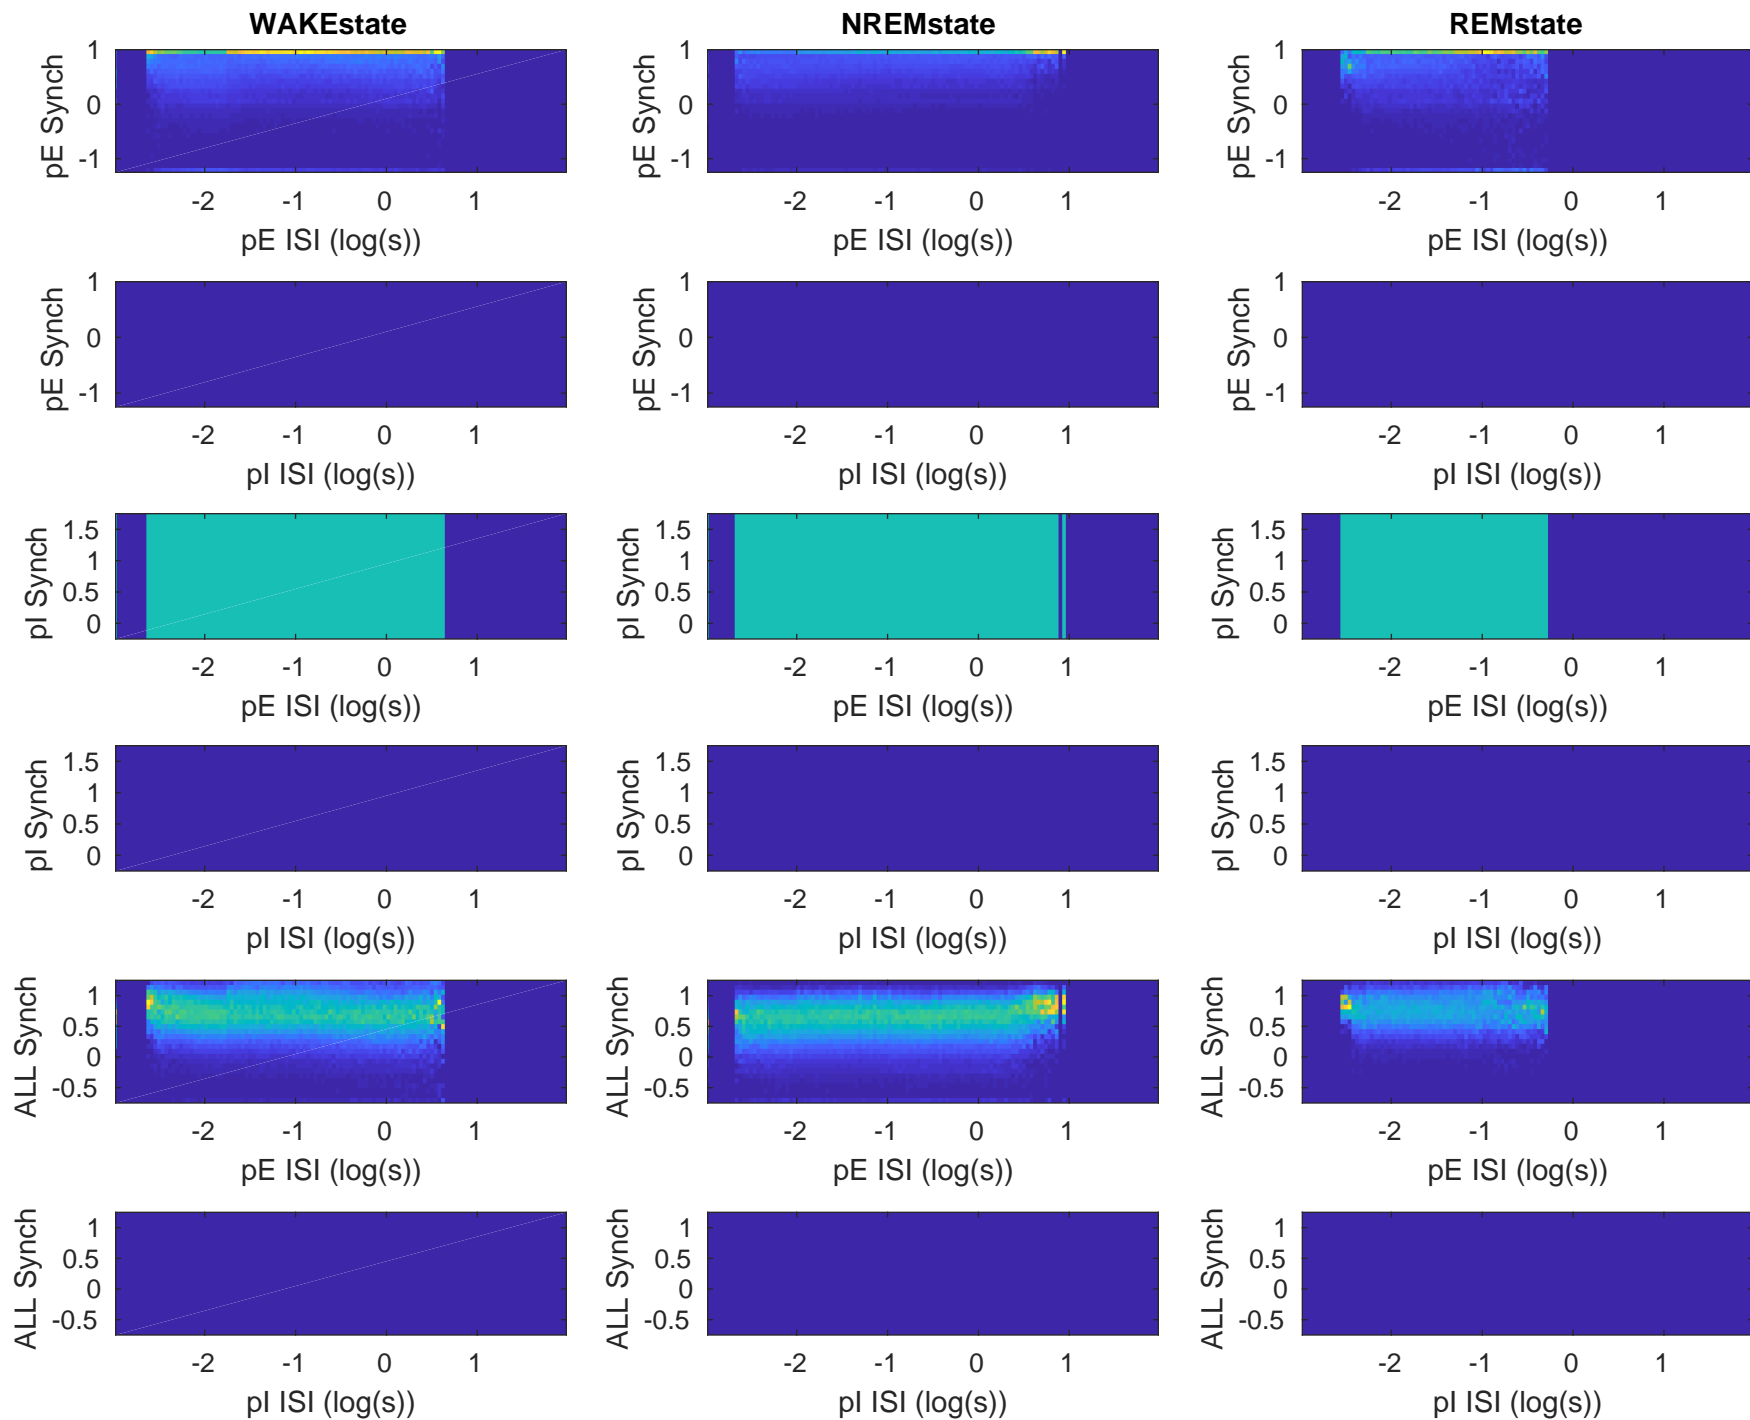 WAKEstate NREMstate REMstate
1 1 1
pE Synch pE Synch pE Synch
0 0 0
-1 -1 -1
-2 -1 0 1 -2 -1 0 1 -2 -1 0 1
pE ISI (log(s)) pE ISI (log(s)) pE ISI (log(s))
1 1 1
pE Synch pE Synch pE Synch
0 0 0
-1 -1 -1
-2 -1 0 1 -2 -1 0 1 -2 -1 0 1
pI ISI (log(s)) pI ISI (log(s)) pI ISI (log(s))
1.5 1.5 1.5
pI Synch pI Synch pI Synch
1 1 1
0.5 0.5 0.5
0 0 0
-2 -1 0 1 -2 -1 0 1 -2 -1 0 1
pE ISI (log(s)) pE ISI (log(s)) pE ISI (log(s))
1.5 1.5 1.5
pI Synch pI Synch pI Synch
1 1 1
0.5 0.5 0.5
0 0 0
-2 -1 0 1 -2 -1 0 1 -2 -1 0 1
pI ISI (log(s)) pI ISI (log(s)) pI ISI (log(s))
1 1 1
ALL Synch ALL Synch ALL Synch
0.5 0.5 0.5
0 0 0
-0.5 -0.5 -0.5
-2 -1 0 1 -2 -1 0 1 -2 -1 0 1
pE ISI (log(s)) pE ISI (log(s)) pE ISI (log(s))
1 1 1
ALL Synch ALL Synch ALL Synch
0.5 0.5 0.5
0 0 0
-0.5 -0.5 -0.5
-2 -1 0 1 -2 -1 0 1 -2 -1 0 1
pI ISI (log(s)) pI ISI (log(s)) pI ISI (log(s))